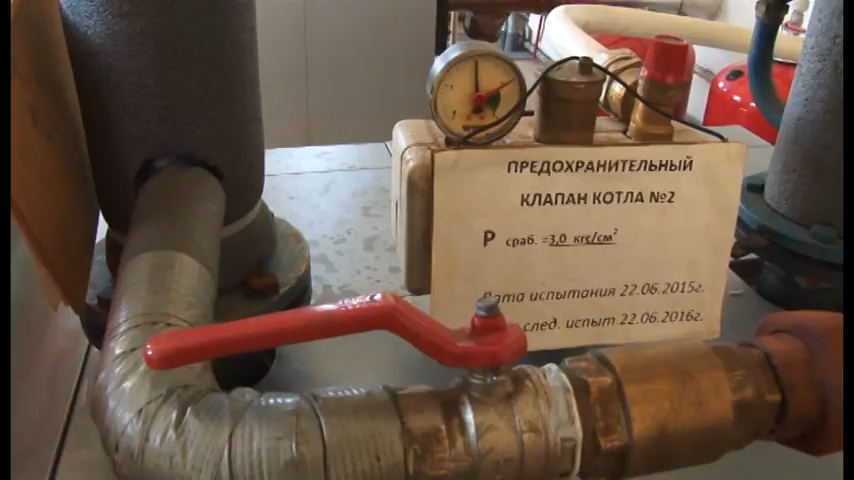 ПРЕДОХРАНИТЕЛЬНЫЙ
КЛАПАН КОТЛА №2
Р сраб. =3,0 кгс/см²
Дата испытания 22.06.2015г.
след. испыт 22.06.2016г.